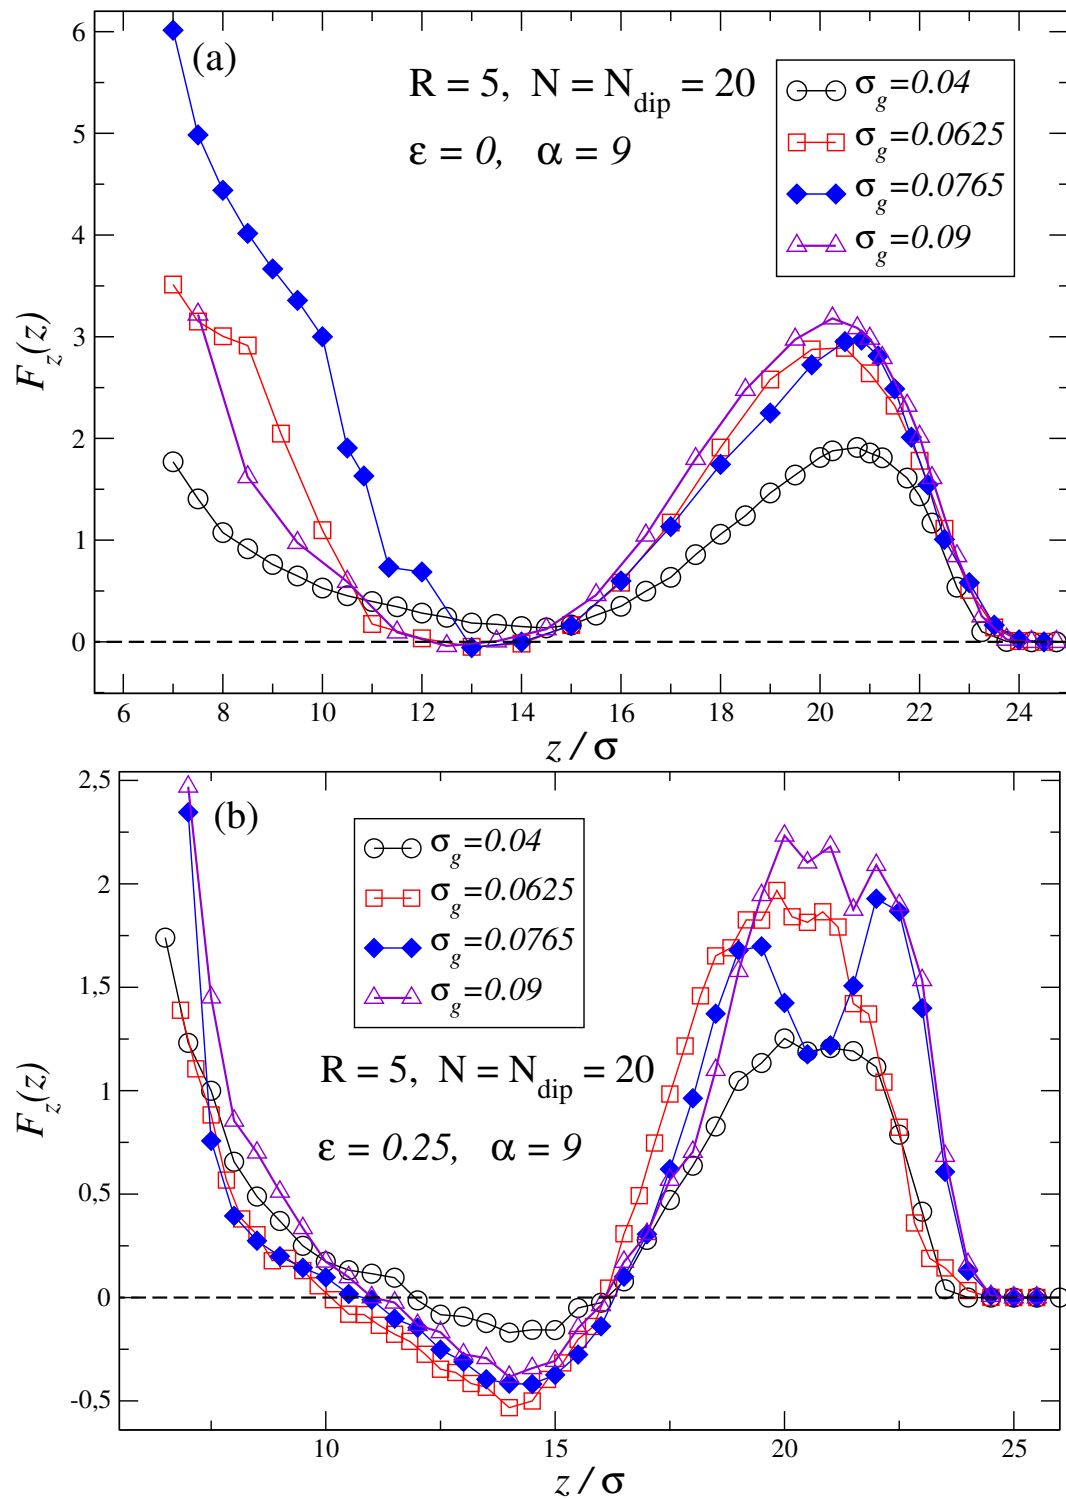 (a)
R = 5, N = N_dip = 20
ε = 0, α = 9
σ_g=0.04
σ_g=0.0625
σ_g=0.0765
σ_g=0.09
F_z(z)
6
5
4
3
2
1
0
6 8 10 12 14 16 18 20 22 24
z / σ
(b)
σ_g=0.04
σ_g=0.0625
σ_g=0.0765
σ_g=0.09
R = 5, N = N_dip = 20
ε = 0.25, α = 9
F_z(z)
2,5
2
1,5
1
0,5
0
-0,5
10 15 20 25
z / σ